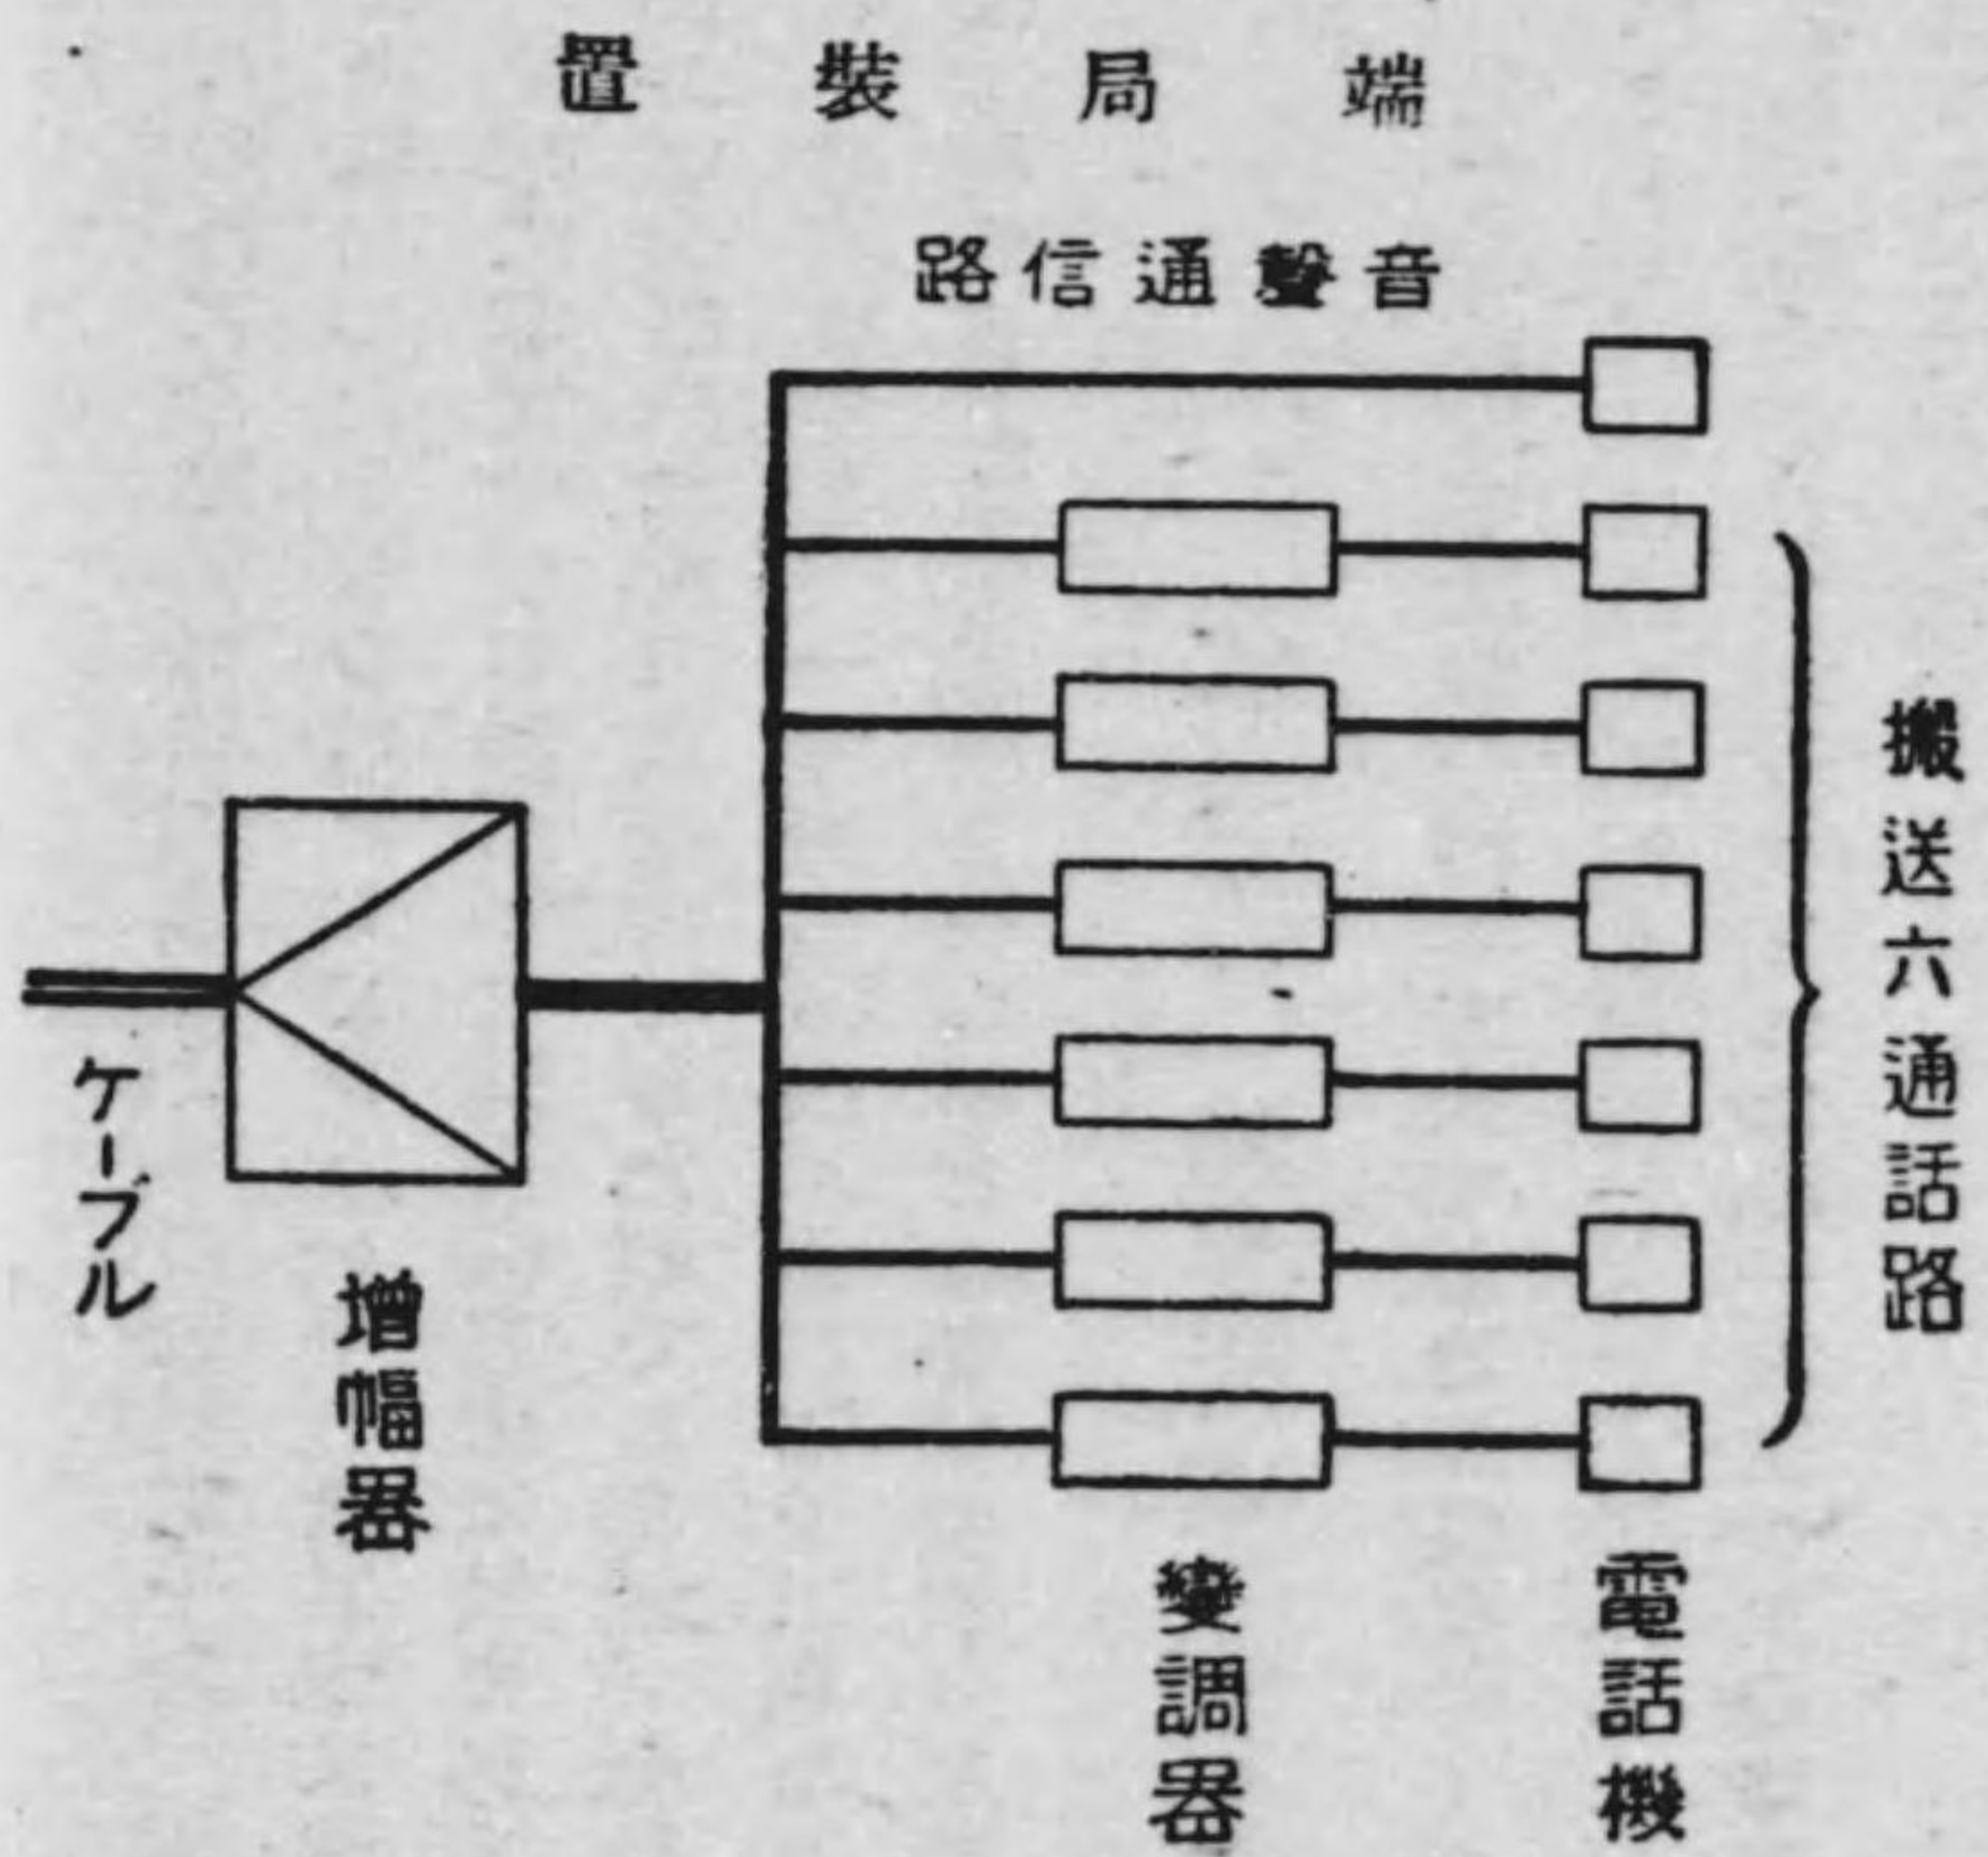 端局裝置
音聲通信路
搬送六通話路
ケーブル
增幅器
變調器
電話機